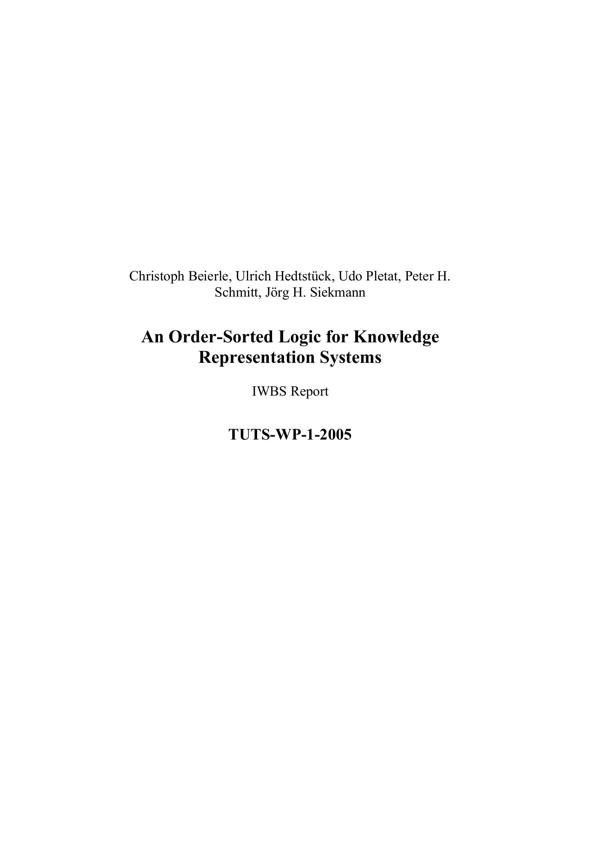 Christoph Beierle, Ulrich Hedtstück, Udo Pletat, Peter H.
Schmitt, Jörg H. Siekmann
An Order-Sorted Logic for Knowledge
Representation Systems
IWBS Report
TUTS-WP-1-2005